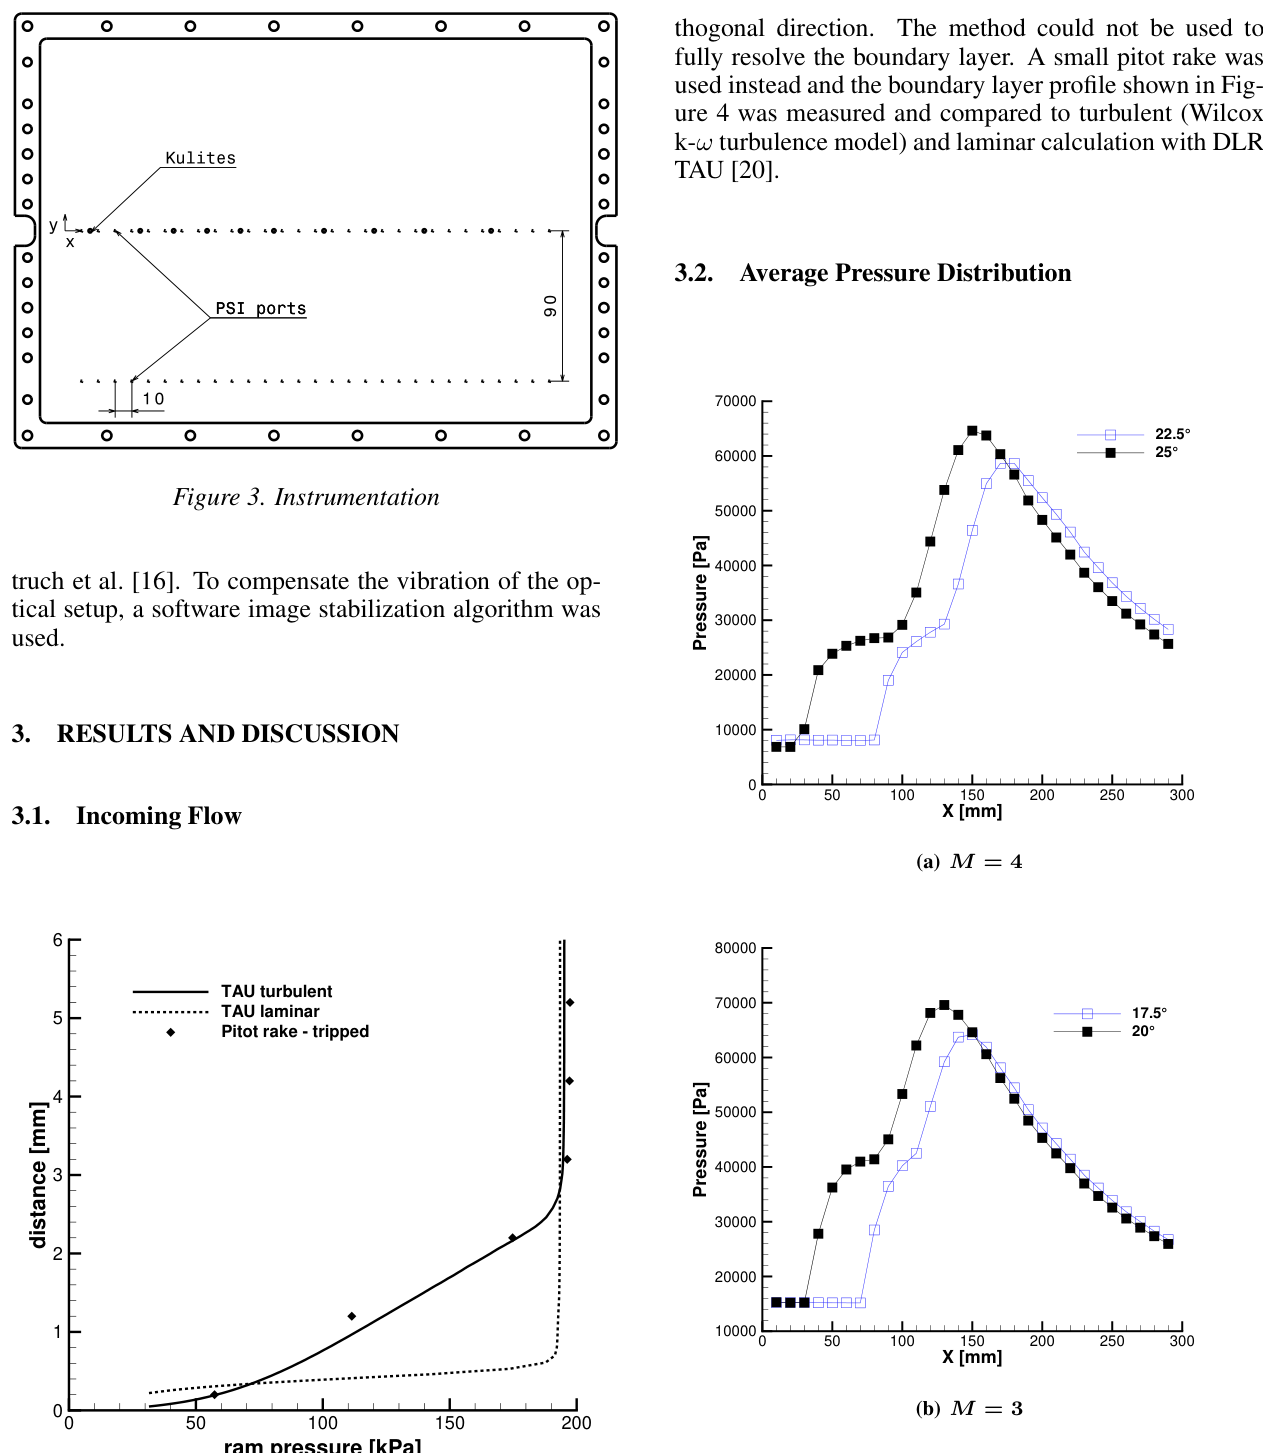 Kulites
y
x
PSI ports
90
10
Figure 3. Instrumentation
truch et al. [16]. To compensate the vibration of the op-
tical setup, a software image stabilization algorithm was
used.
3. RESULTS AND DISCUSSION
3.1. Incoming Flow
6
5
4
3
2
1
0
distance [mm]
TAU turbulent
TAU laminar
Pitot rake - tripped
0 50 100 150 200
ram pressure [kPa]
thogonal direction. The method could not be used to
fully resolve the boundary layer. A small pitot rake was
used instead and the boundary layer profile shown in Fig-
ure 4 was measured and compared to turbulent (Wilcox
k-ω turbulence model) and laminar calculation with DLR
TAU [20].
3.2. Average Pressure Distribution
70000
60000
50000
40000
30000
20000
10000
0
Pressure [Pa]
22.5°
25°
0 50 100 150 200 250 300
X [mm]
(a) M = 4
80000
70000
60000
50000
40000
30000
20000
10000
Pressure [Pa]
17.5°
20°
0 50 100 150 200 250 300
X [mm]
(b) M = 3